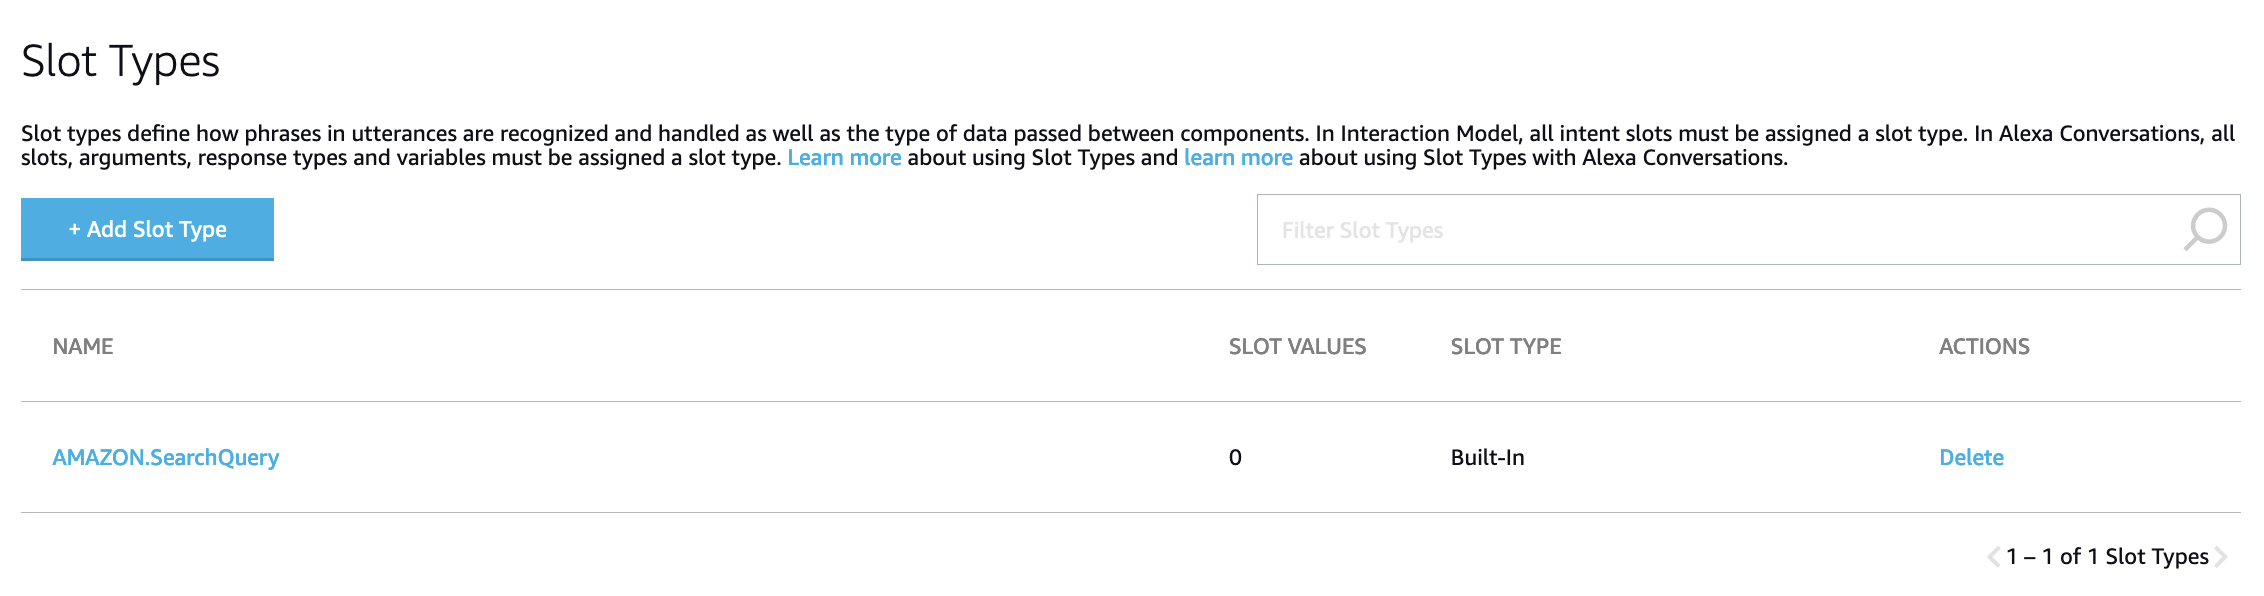 Slot Types
Slot types define how phrases in utterances are recognized and handled as well as the type of data passed between components. In Interaction Model, all intent slots must be assigned a slot type. In Alexa Conversations, all
slots, arguments, response types and variables must be assigned a slot type. Learn more about using Slot Types and learn more about using Slot Types with Alexa Conversations.
+ Add Slot Type
Filter Slot Types
NAME SLOT VALUES SLOT TYPE ACTIONS
AMAZON.SearchQuery 0 Built-In Delete
1 – 1 of 1 Slot Types